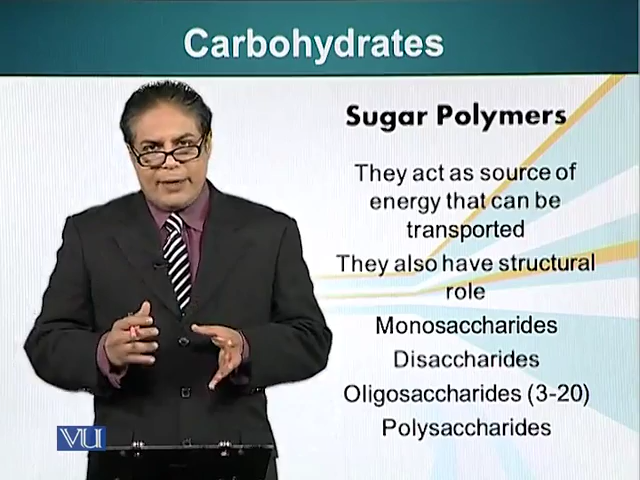 Carbohydrates
Sugar Polymers
They act as source of
energy that can be
transported
They also have structural
role
Monosaccharides
Disaccharides
Oligosaccharides (3-20)
Polysaccharides
VU